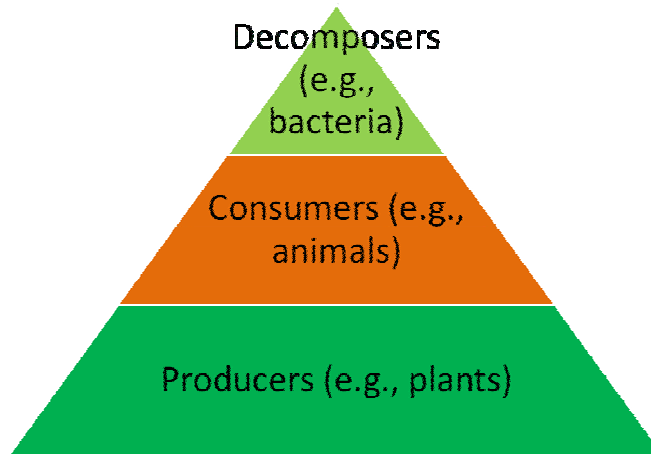 Decomposers
(e.g.,
bacteria)
Consumers (e.g.,
animals)
Producers (e.g., plants)